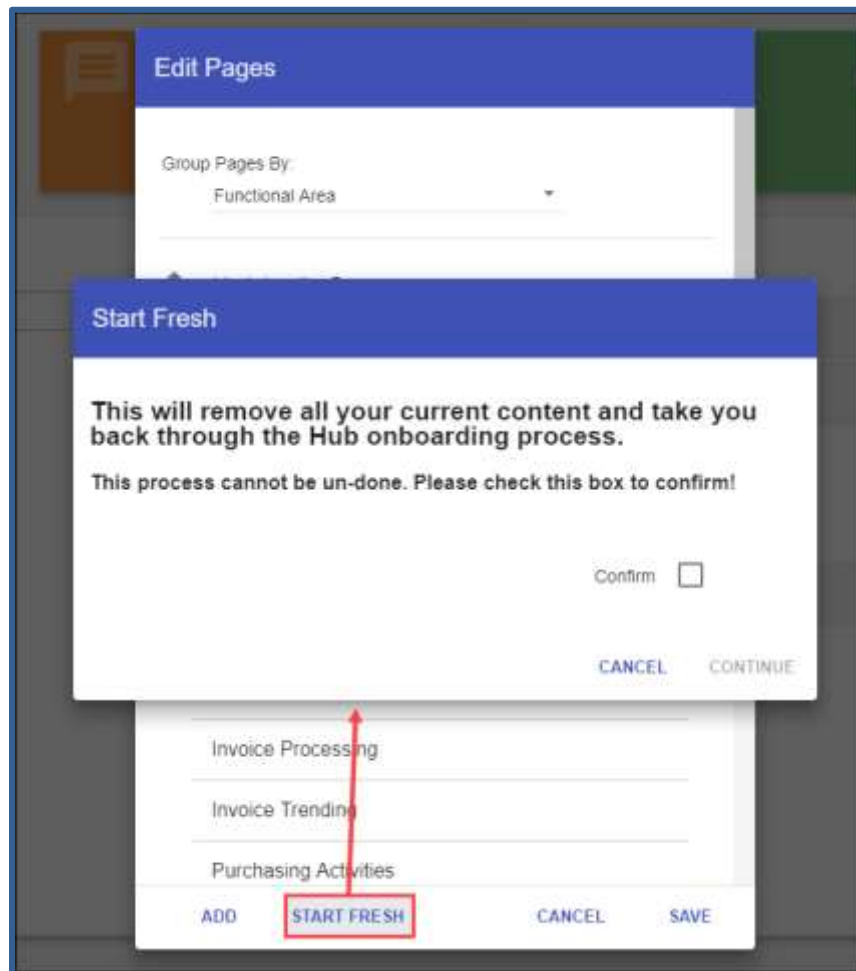 Edit Pages
Group Pages By:
Functional Area
Start Fresh
This will remove all your current content and take you
back through the Hub onboarding process.
This process cannot be un-done. Please check this box to confirm!
Confirm
CANCEL CONTINUE
Invoice Processing
Invoice Trending
Purchasing Activities
ADD START FRESH CANCEL SAVE